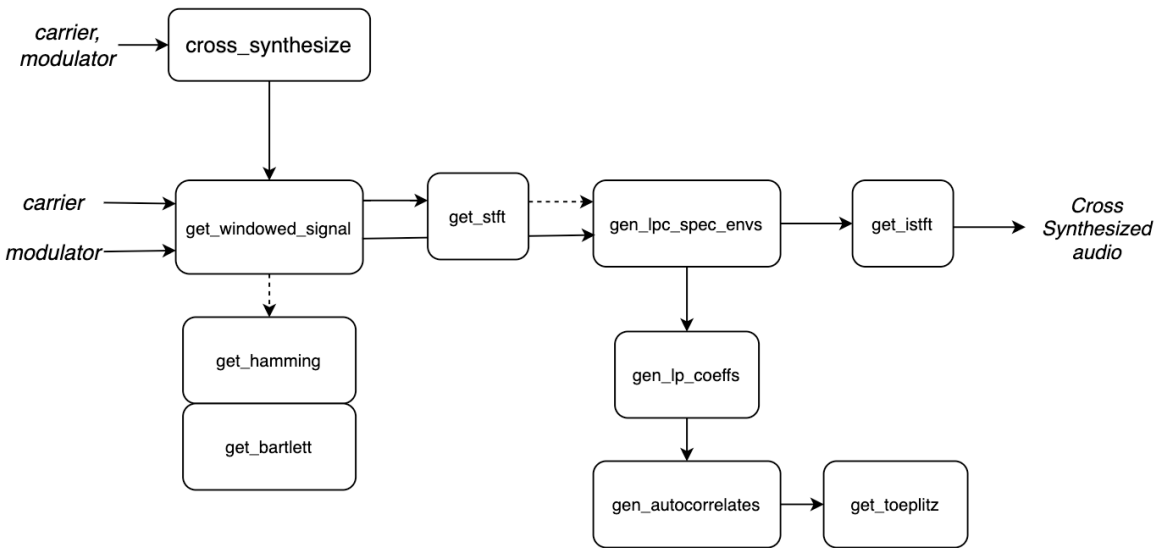 carrier,
modulator
cross_synthesize
carrier
modulator
get_windowed_signal
get_stft
gen_lpc_spec_envs
get_istft
Cross
Synthesized
audio
get_hamming
get_bartlett
gen_lp_coeffs
gen_autocorrelates
get_toeplitz